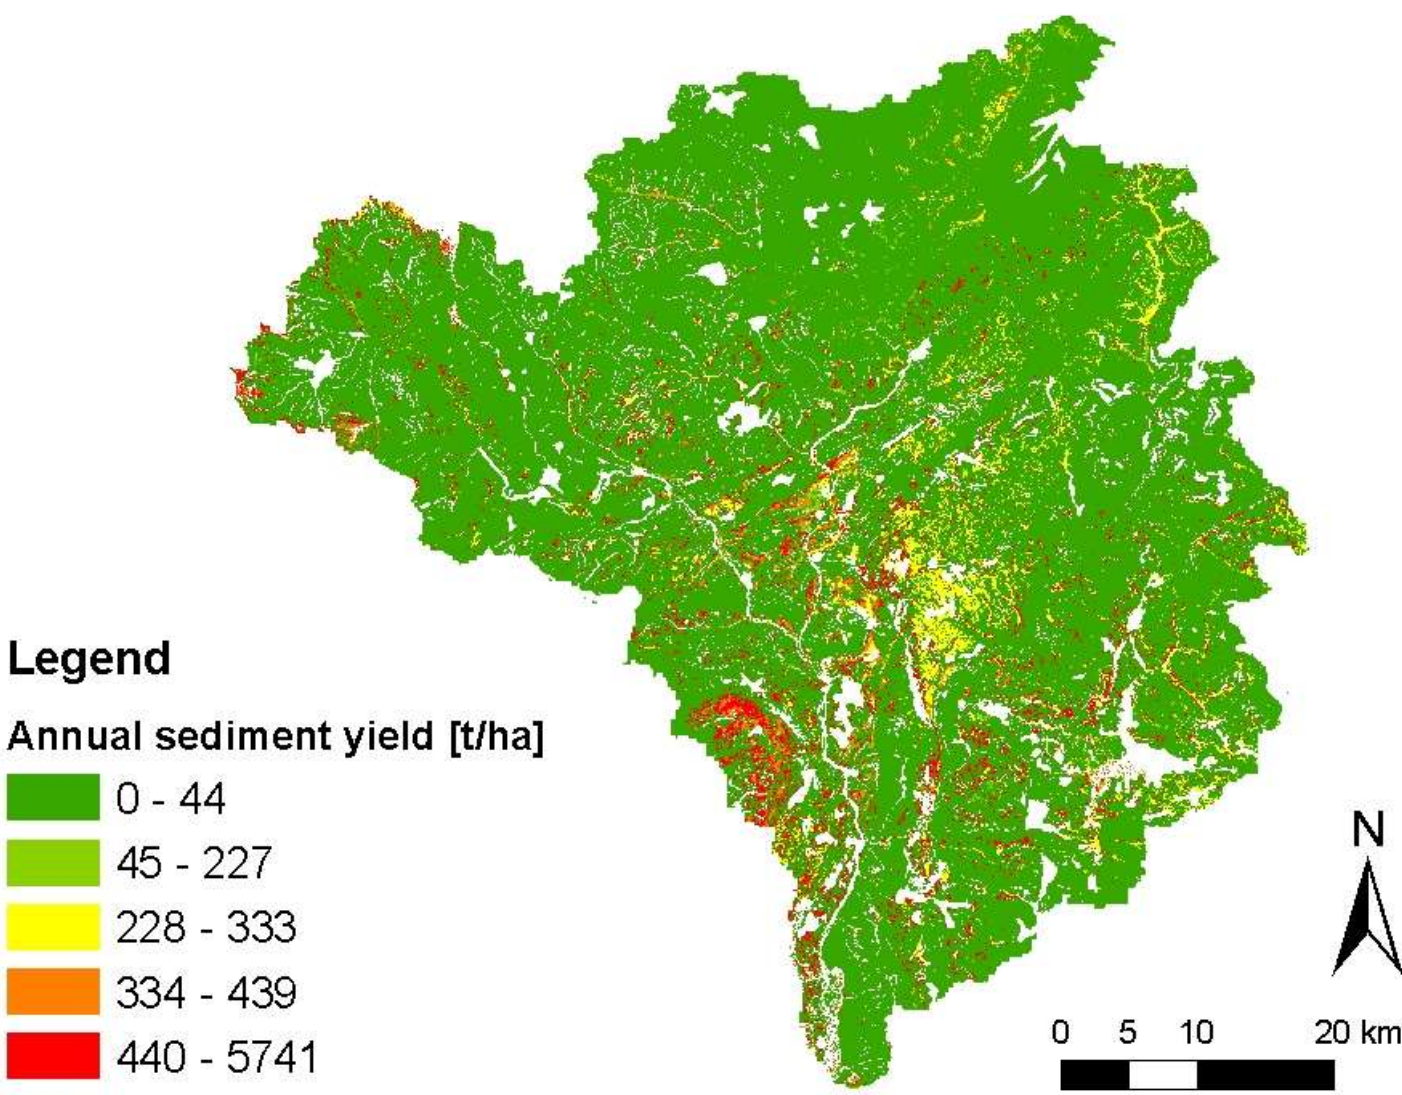 Legend
Annual sediment yield [t/ha]
0 - 44
45 - 227
228 - 333
334 - 439
440 - 5741
N
0 5 10 20 km